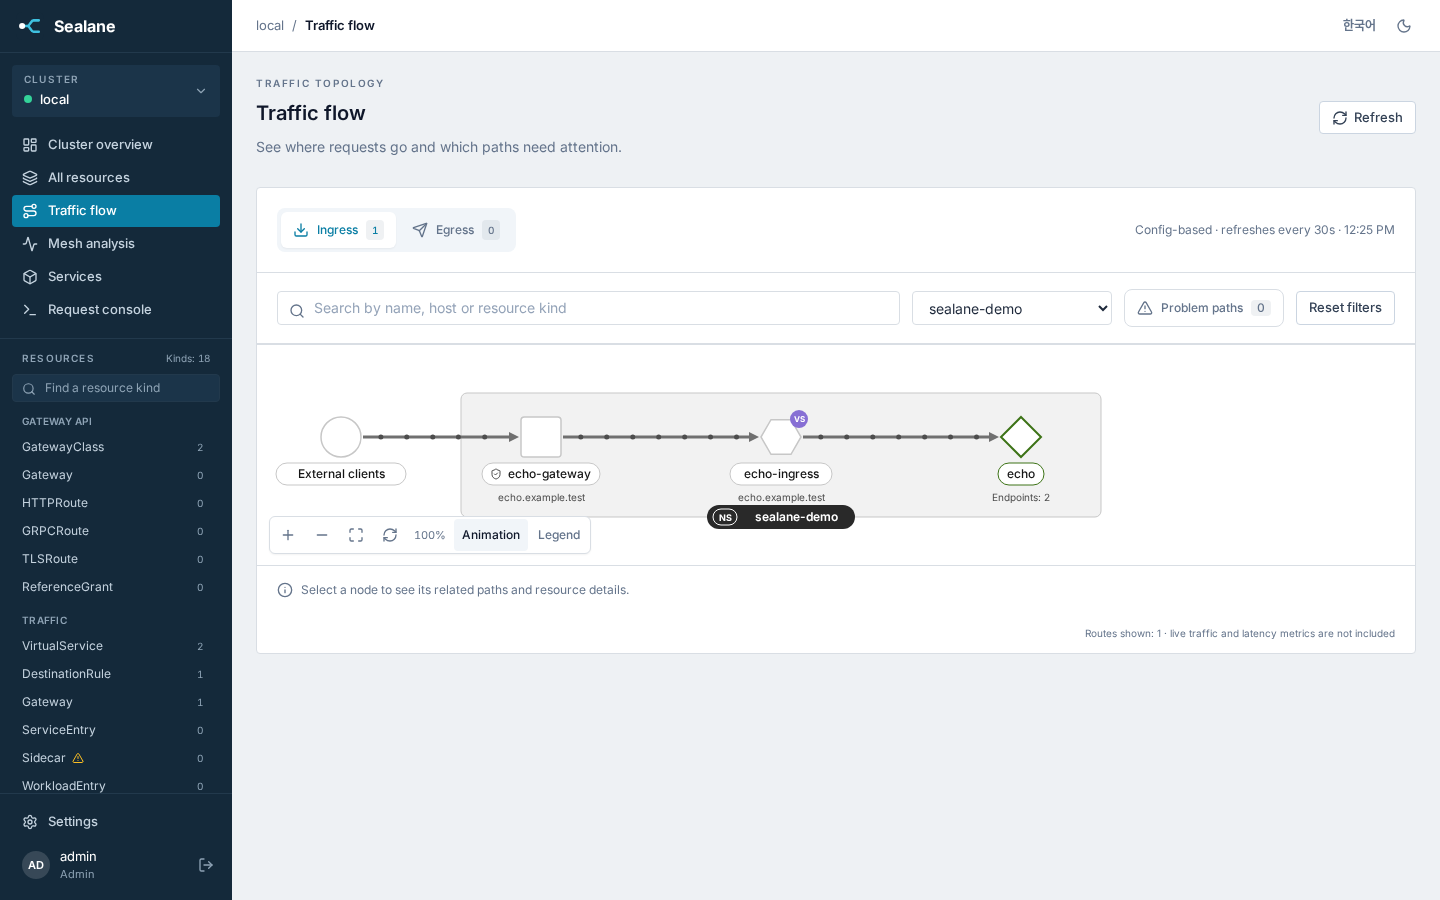 Sealane
CLUSTER
local
Cluster overview
All resources
Traffic flow
Mesh analysis
Services
Request console
RESOURCES Kinds: 18
Find a resource kind
GATEWAY API
GatewayClass 2
Gateway 0
HTTPRoute 0
GRPCRoute 0
TLSRoute 0
ReferenceGrant 0
TRAFFIC
VirtualService 2
DestinationRule 1
Gateway 1
ServiceEntry 0
Sidecar 0
WorkloadEntry 0
Settings
AD admin
Admin
local / Traffic flow 한국어
TRAFFIC TOPOLOGY
Traffic flow
See where requests go and which paths need attention.
Refresh
Ingress 1 Egress 0 Config-based · refreshes every 30s · 12:25 PM
Search by name, host or resource kind sealane-demo Problem paths 0 Reset filters
VS
External clients echo-gateway echo-ingress echo
echo.example.test echo.example.test Endpoints: 2
NS sealane-demo
100% Animation Legend
Select a node to see its related paths and resource details.
Routes shown: 1 · live traffic and latency metrics are not included